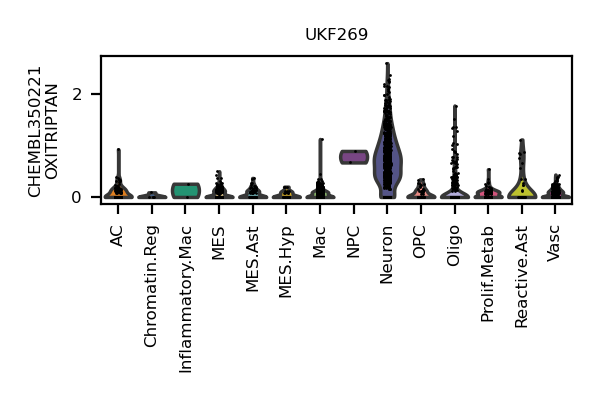 UKF269
CHEMBL350221
OXITRIPTAN
2
0
AC
Chromatin.Reg
Inflammatory.Mac
MES
MES.Ast
MES.Hyp
Mac
NPC
Neuron
OPC
Oligo
Prolif.Metab
Reactive.Ast
Vasc